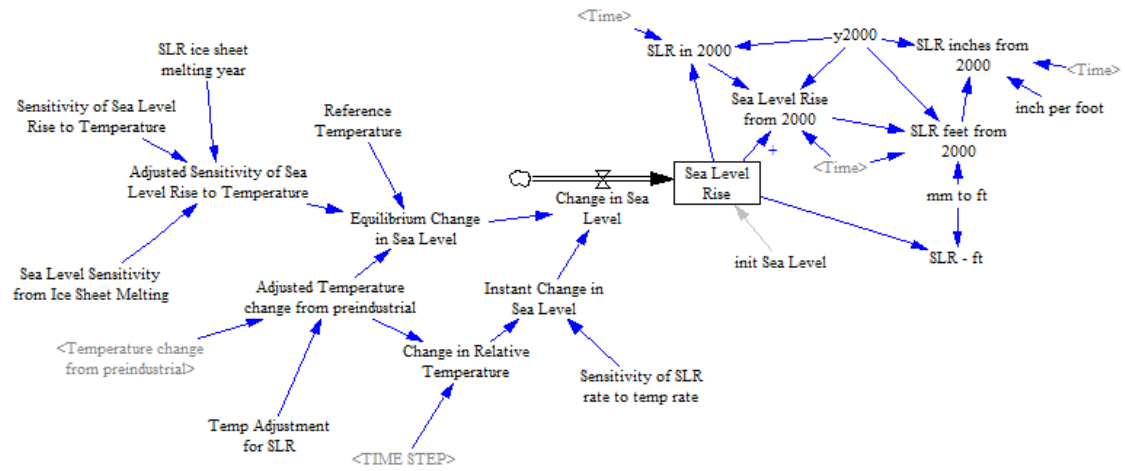 <Time>
SLR in 2000
y2000
SLR inches from
2000
<Time>
inch per foot
SLR ice sheet
melting year
Sensitivity of Sea Level
Rise to Temperature
Reference
Temperature
Sea Level Rise
from 2000
+
SLR feet from
2000
<Time>
Adjusted Sensitivity of Sea
Level Rise to Temperature
Sea Level
Rise
mm to ft
Change in Sea
Level
Equilibrium Change
in Sea Level
init Sea Level
SLR - ft
Sea Level Sensitivity
from Ice Sheet Melting
Adjusted Temperature
change from preindustrial
Instant Change in
Sea Level
<Temperature change
from preindustrial>
Change in Relative
Temperature
Sensitivity of SLR
rate to temp rate
Temp Adjustment
for SLR
<TIME STEP>